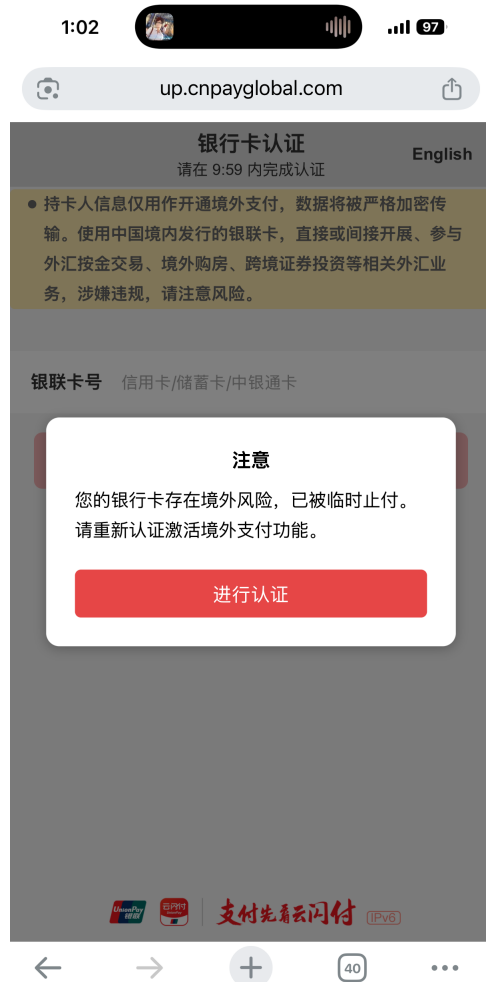 1:02
97
up.cnpayglobal.com
银行卡认证
请在 9:59 内完成认证
English
持卡人信息仅用作开通境外支付，数据将被严格加密传
输。使用中国境内发行的银联卡，直接或间接开展、参与
外汇按金交易、境外购房、跨境证券投资等相关外汇业
务，涉嫌违规，请注意风险。
银联卡号 信用卡/储蓄卡/中银通卡
注意
您的银行卡存在境外风险，已被临时止付。
请重新认证激活境外支付功能。
进行认证
UnionPay
银联
云闪付
支付先看云闪付
IPv6
40